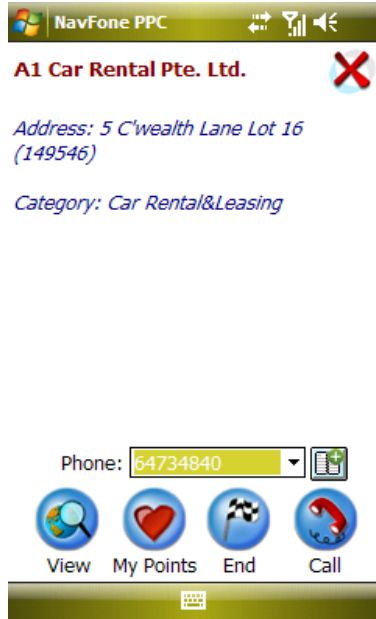 NavFone PPC
A1 Car Rental Pte. Ltd.
Address: 5 C'wealth Lane Lot 16
(149546)
Category: Car Rental&Leasing
Phone: 64734840
View My Points End Call